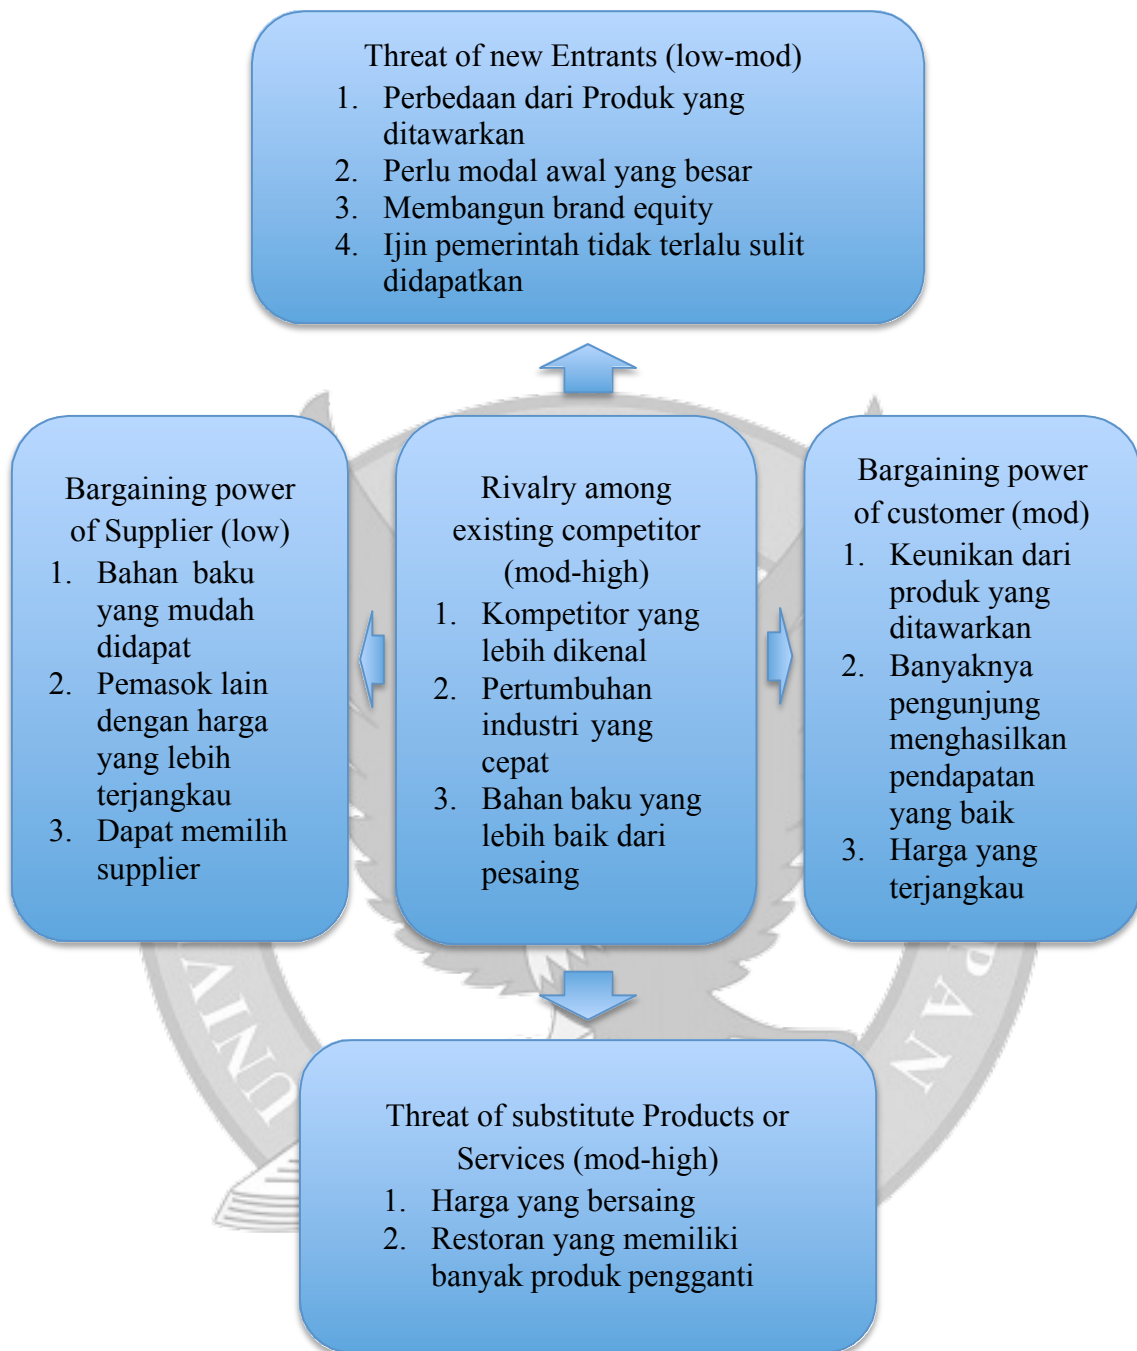 Threat of new Entrants (low-mod)
1. Perbedaan dari Produk yang
ditawarkan
2. Perlu modal awal yang besar
3. Membangun brand equity
4. Ijin pemerintah tidak terlalu sulit
didapatkan
Bargaining power
of Supplier (low)
1. Bahan baku
yang mudah
didapat
2. Pemasok lain
dengan harga
yang lebih
terjangkau
3. Dapat memilih
supplier
Rivalry among
existing competitor
(mod-high)
1. Kompetitor yang
lebih dikenal
2. Pertumbuhan
industri yang
cepat
3. Bahan baku yang
lebih baik dari
pesaing
Bargaining power
of customer (mod)
1. Keunikan dari
produk yang
ditawarkan
2. Banyaknya
pengunjung
menghasilkan
pendapatan
yang baik
3. Harga yang
terjangkau
Threat of substitute Products or
Services (mod-high)
1. Harga yang bersaing
2. Restoran yang memiliki
banyak produk pengganti